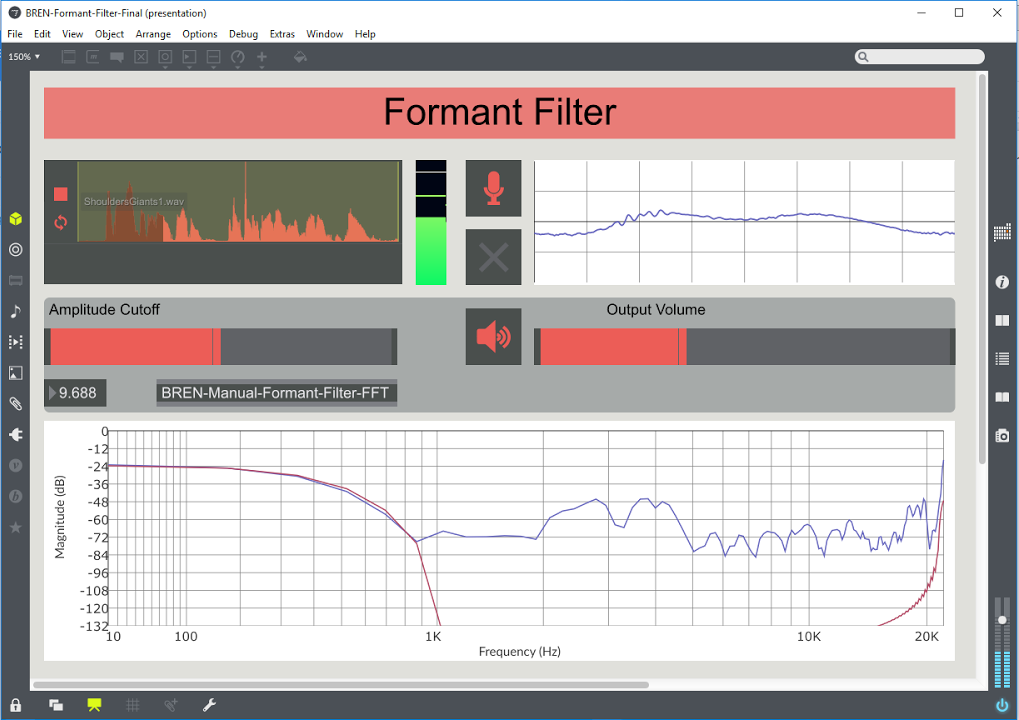 BREN-Formant-Filter-Final (presentation)
File Edit View Object Arrange Options Debug Extras Window Help
150%
Formant Filter
ShouldersGiants1.wav
Amplitude Cutoff
Output Volume
9.688
BREN-Manual-Formant-Filter-FFT
0
-12
-24
-36
-48
-60
-72
-84
-96
-108
-120
-132
Magnitude (dB)
10 100 1K 10K 20K
Frequency (Hz)